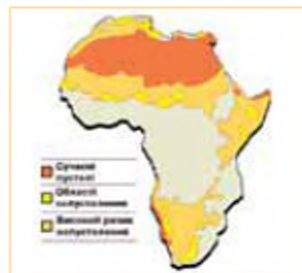 Сучасні
пустелі
Області
опустелювання
Високий ризик
опустелювання